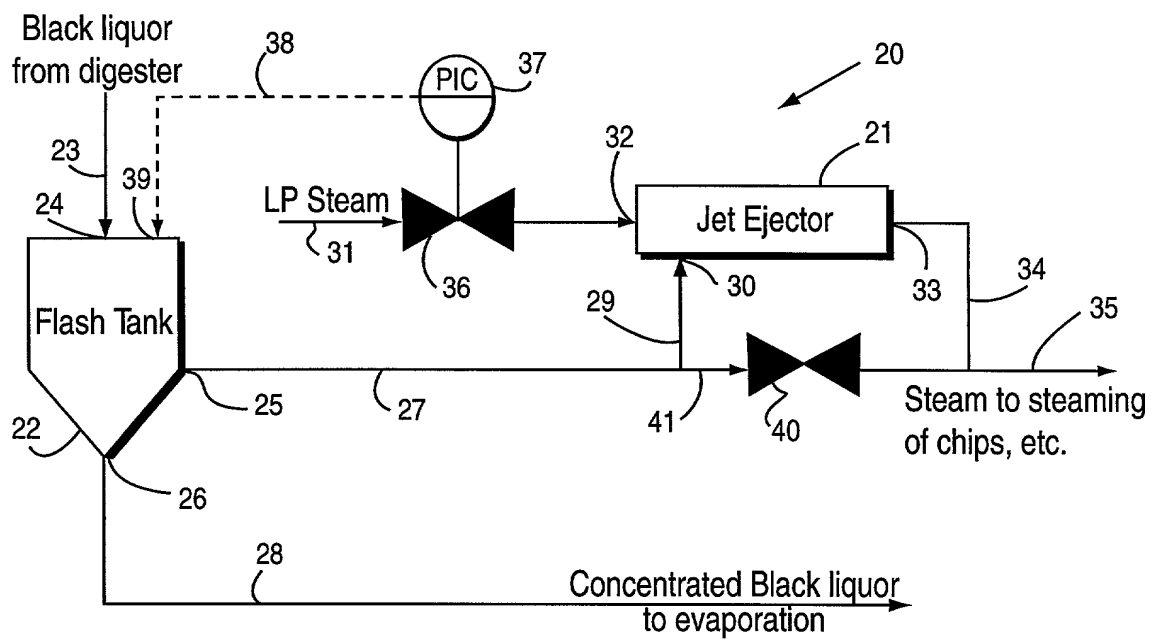 Black liquor
from digester
38
PIC
37
20
23
39
24
LP Steam
31
36
32
21
Jet Ejector
30
33
34
29
35
Flash Tank
25
27
41
40
Steam to steaming
of chips, etc.
22
26
28
Concentrated Black liquor
to evaporation